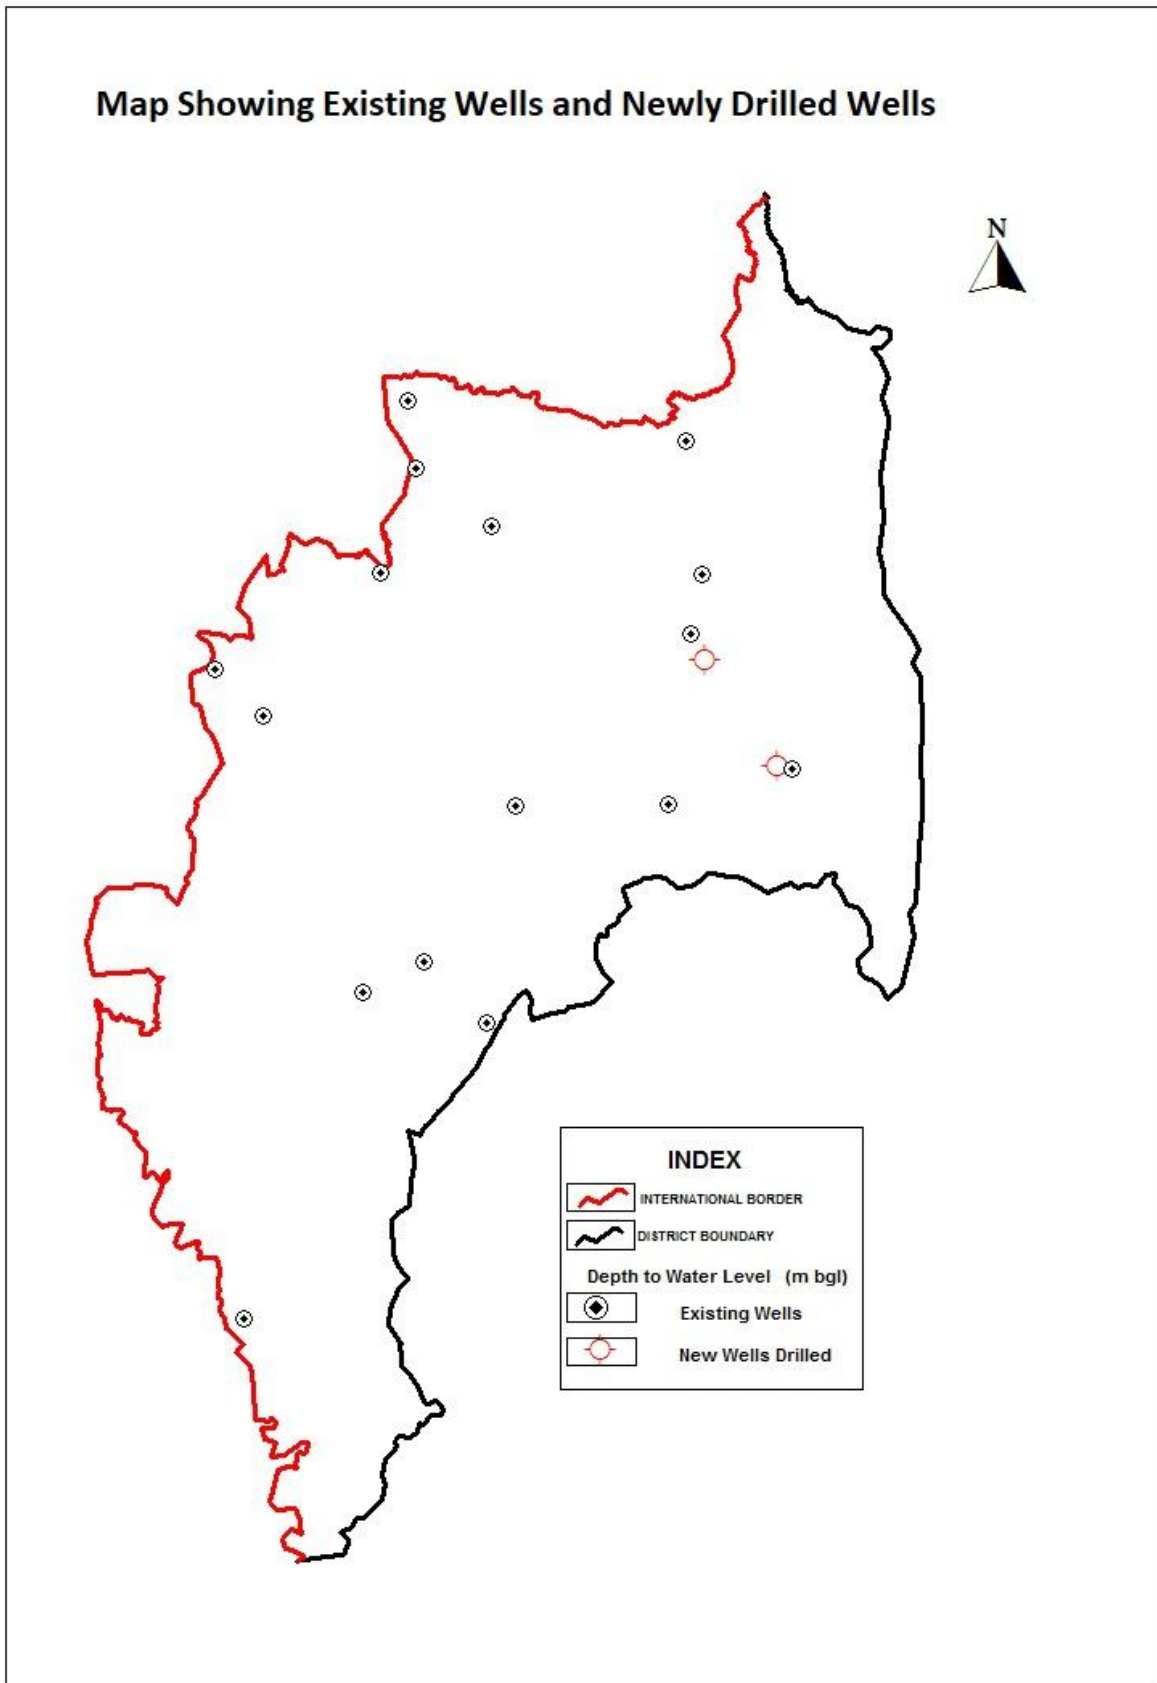 Map Showing Existing Wells and Newly Drilled Wells
N
INDEX
INTERNATIONAL BORDER
DISTRICT BOUNDARY
Depth to Water Level (m bgl)
Existing Wells
New Wells Drilled